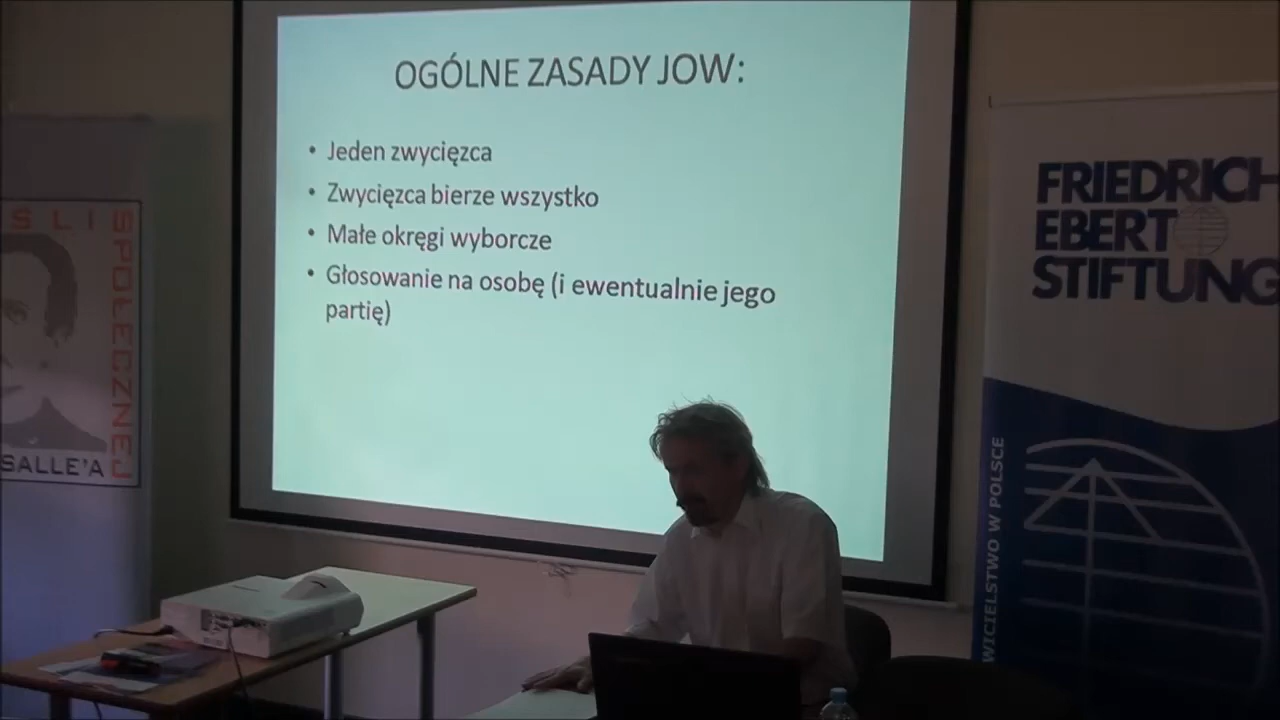 OGÓLNE ZASADY JOW:
• Jeden zwycięzca
• Zwycięzca bierze wszystko
• Małe okręgi wyborcze
• Głosowanie na osobę (i ewentualnie jego
partię)
ŚLI
SPOŁECZNEJ
SALLE'A
FRIEDRICH
EBERT
STIFTUNG
WICIELSTWO W POLSCE